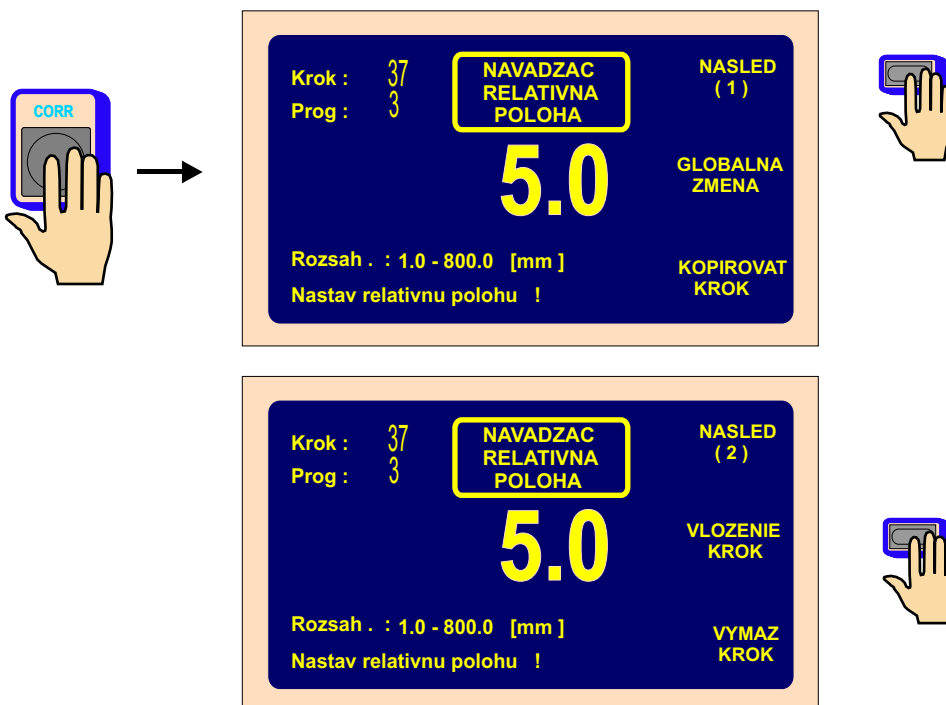 CORR
Krok : 37
Prog : 3
NAVADZAC
RELATIVNA
POLOHA
NASLED
( 1 )
5.0
GLOBALNA
ZMENA
Rozsah . : 1.0 - 800.0 [mm ]
Nastav relativnu polohu !
KOPIROVAT
KROK
Krok : 37
Prog : 3
NAVADZAC
RELATIVNA
POLOHA
NASLED
( 2 )
5.0
VLOZENIE
KROK
Rozsah . : 1.0 - 800.0 [mm ]
Nastav relativnu polohu !
VYMAZ
KROK